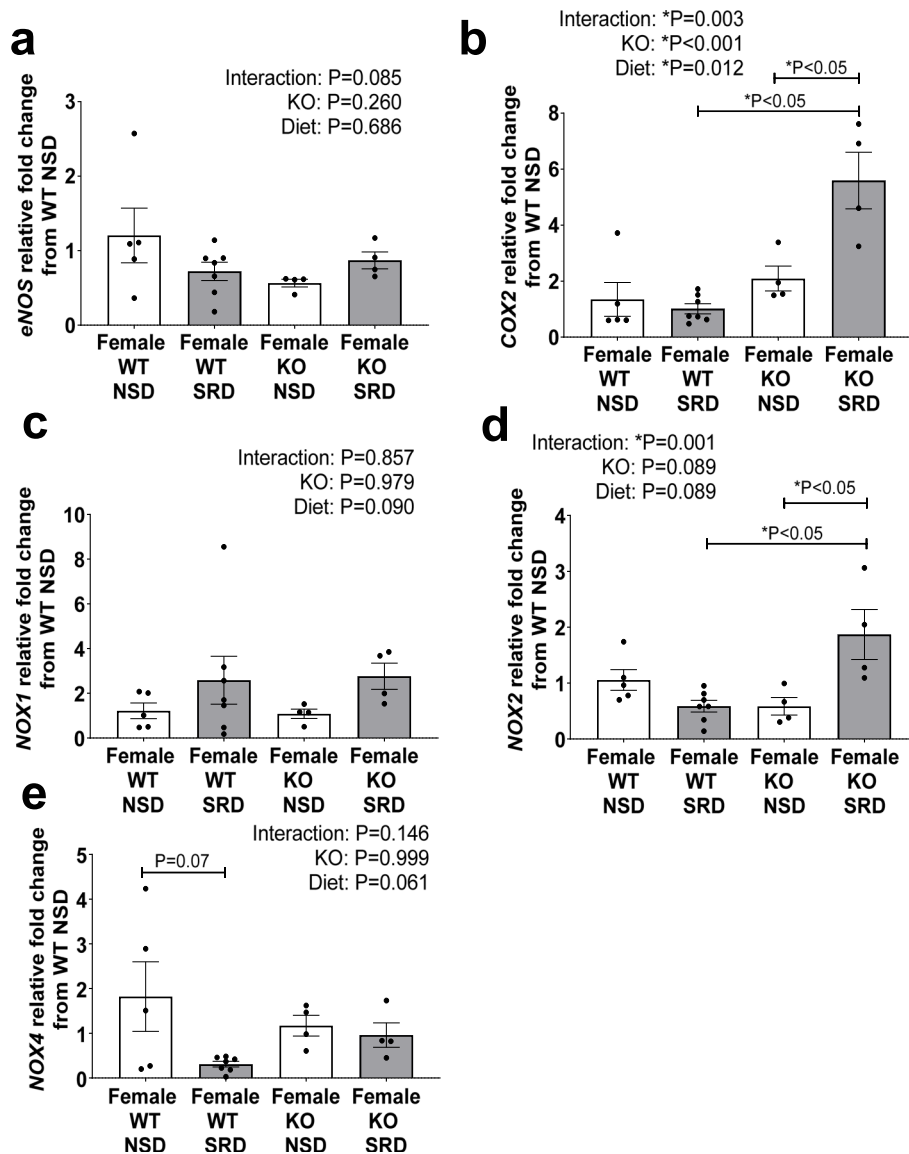 a
Interaction: P=0.085
KO: P=0.260
Diet: P=0.686
eNOS relative fold change
from WT NSD
3
2
1
0
Female Female Female Female
WT WT KO KO
NSD SRD NSD SRD
b
Interaction: *P=0.003
KO: *P<0.001
Diet: *P=0.012
*P<0.05
*P<0.05
COX2 relative fold change
from WT NSD
8
6
4
2
0
Female Female Female Female
WT WT KO KO
NSD SRD NSD SRD
c
Interaction: P=0.857
KO: P=0.979
Diet: P=0.090
NOX1 relative fold change
from WT NSD
10
8
6
4
2
0
Female Female Female Female
WT WT KO KO
NSD SRD NSD SRD
d
Interaction: *P=0.001
KO: P=0.089
Diet: P=0.089
*P<0.05
*P<0.05
NOX2 relative fold change
from WT NSD
4
3
2
1
0
Female Female Female Female
WT WT KO KO
NSD SRD NSD SRD
e
Interaction: P=0.146
KO: P=0.999
Diet: P=0.061
P=0.07
NOX4 relative fold change
from WT NSD
5
4
3
2
1
0
Female Female Female Female
WT WT KO KO
NSD SRD NSD SRD